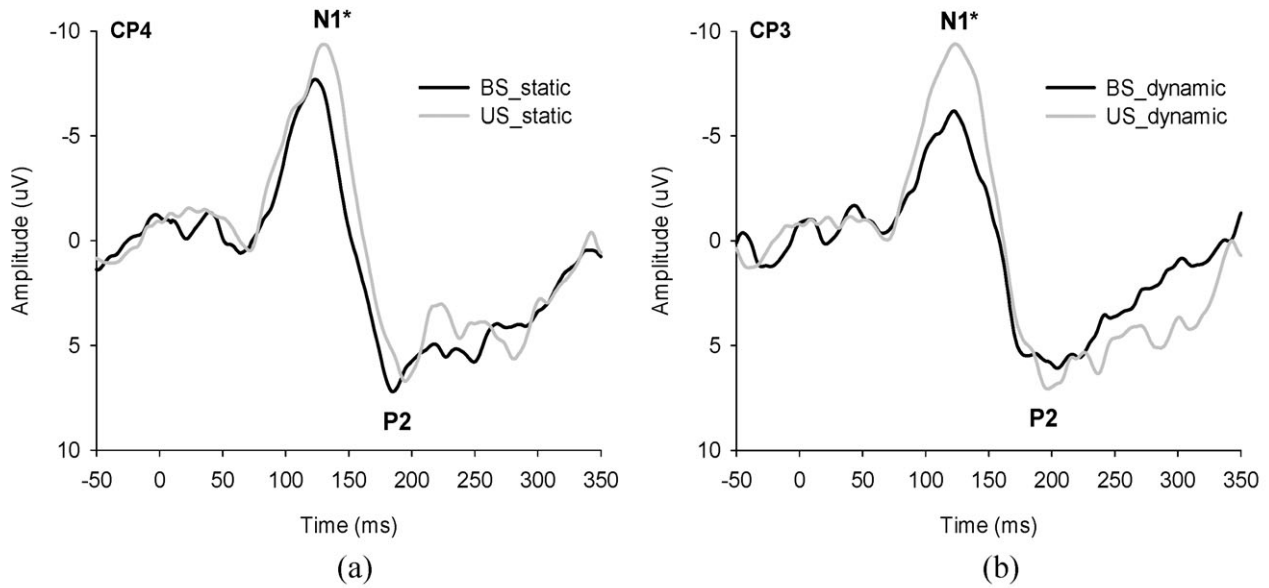 CP4
N1*
BS_static
US_static
P2
-10
-5
0
5
10
Amplitude (uV)
-50 0 50 100 150 200 250 300 350
Time (ms)
(a)
CP3
N1*
BS_dynamic
US_dynamic
P2
-10
-5
0
5
10
Amplitude (uV)
-50 0 50 100 150 200 250 300 350
Time (ms)
(b)